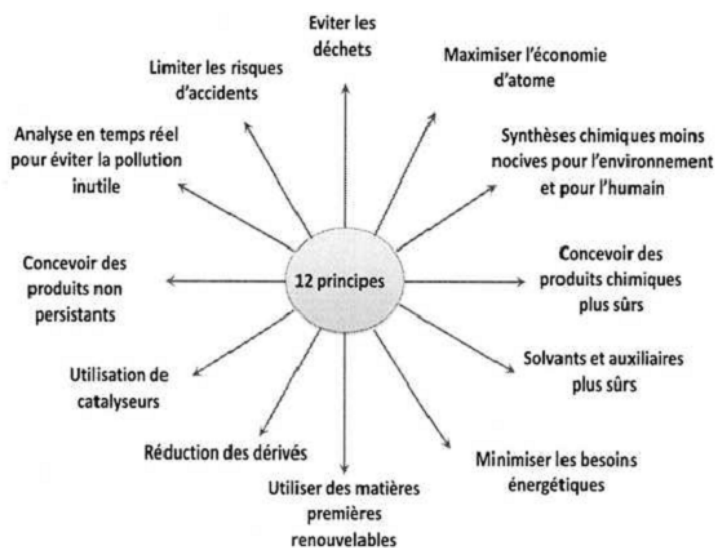 Eviter les
déchets
Maximiser l'économie
d'atome
Synthèses chimiques moins
nocives pour l'environnement
et pour l'humain
Concevoir des
produits chimiques
plus sûrs
Solvants et auxiliaires
plus sûrs
Minimiser les besoins
énergétiques
Utiliser des matières
premières
renouvelables
Réduction des dérivés
Utilisation de
catalyseurs
Concevoir des
produits non
persistants
Analyse en temps réel
pour éviter la pollution
inutile
Limiter les risques
d'accidents
12 principes